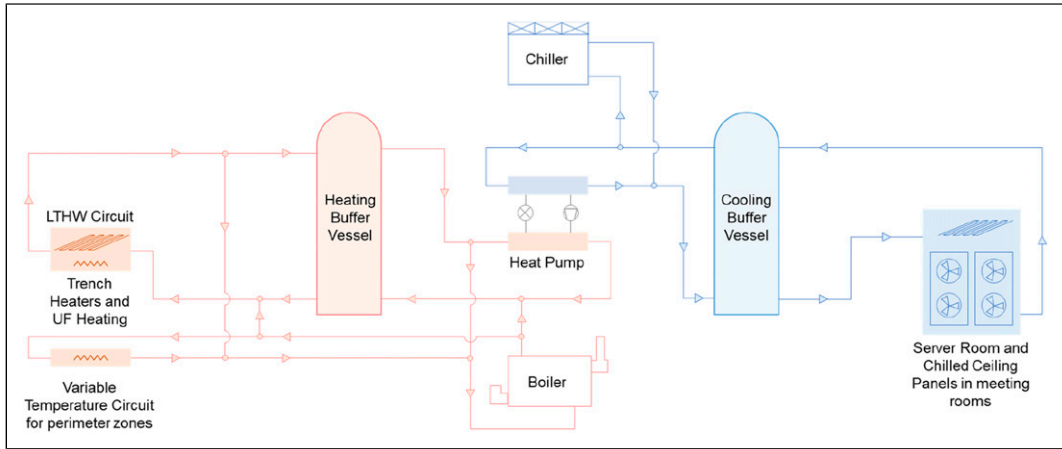 Chiller
LTHW Circuit
Heating
Buffer
Vessel
Cooling
Buffer
Vessel
Heat Pump
Trench
Heaters and
UF Heating
Boiler
Variable
Temperature Circuit
for perimeter zones
Server Room and
Chilled Ceiling
Panels in meeting
rooms